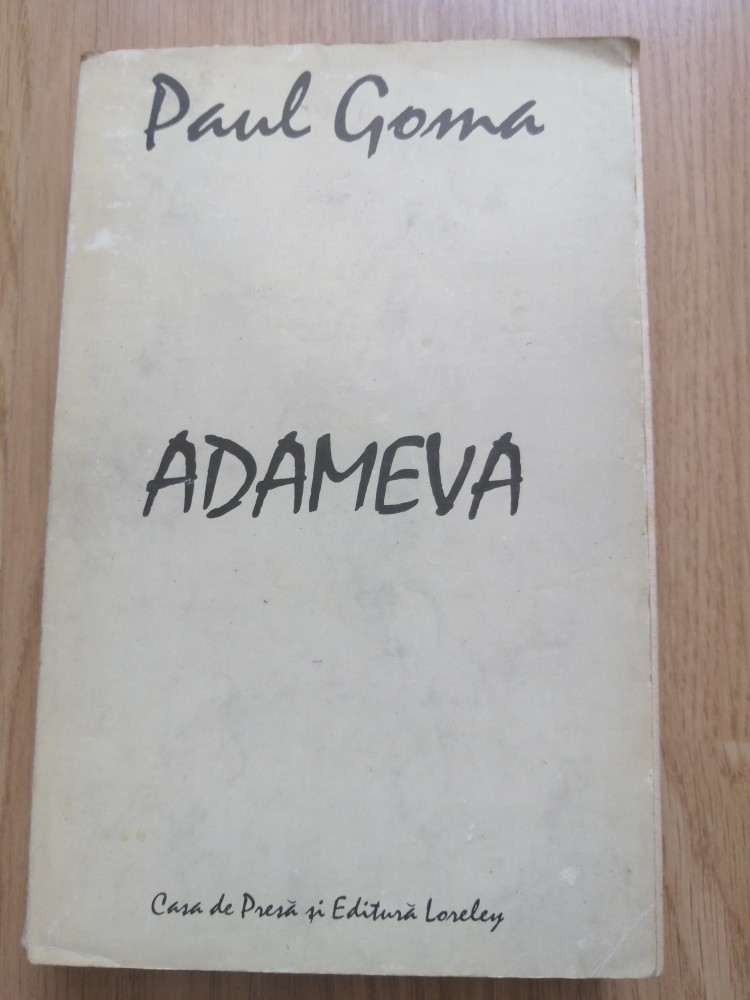 Paul Goma
ADAMEVA
Casa de Presă și Editură Loreley